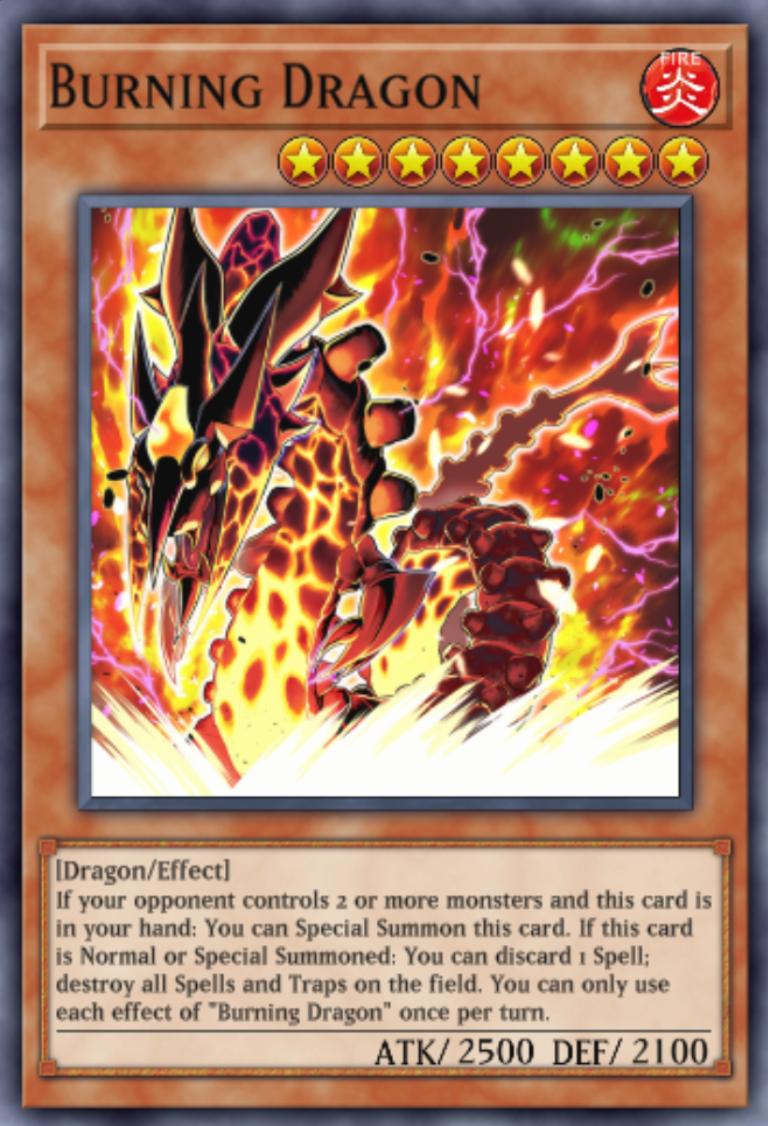 Burning Dragon
FIRE
炎
[Dragon/Effect]
If your opponent controls 2 or more monsters and this card is
in your hand: You can Special Summon this card. If this card
is Normal or Special Summoned: You can discard 1 Spell;
destroy all Spells and Traps on the field. You can only use
each effect of "Burning Dragon" once per turn.
ATK/ 2500 DEF/ 2100